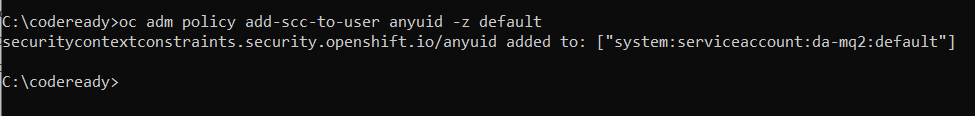 C:\codeready>oc adm policy add-scc-to-user anyuid -z default
securitycontextconstraints.security.openshift.io/anyuid added to: ["system:serviceaccount:da-mq2:default"]
C:\codeready>